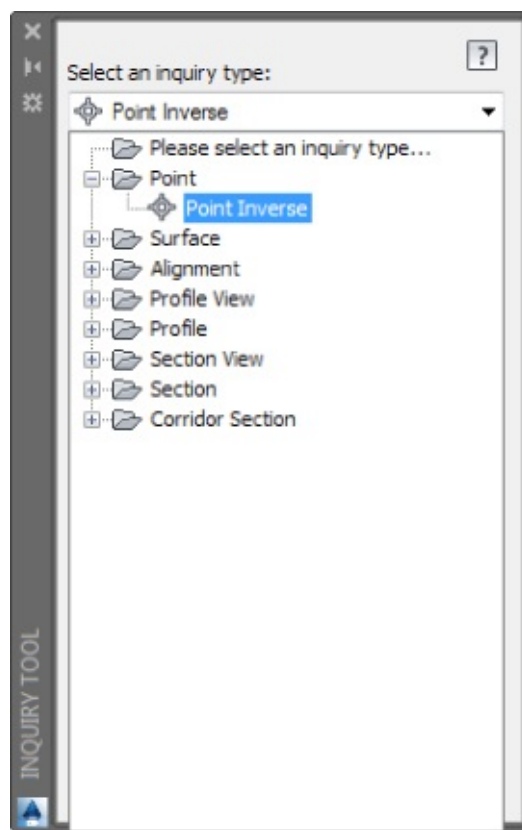 ?
Select an inquiry type:
Point Inverse
Please select an inquiry type...
Point
Point Inverse
Surface
Alignment
Profile View
Profile
Section View
Section
Corridor Section
INQUIRY TOOL